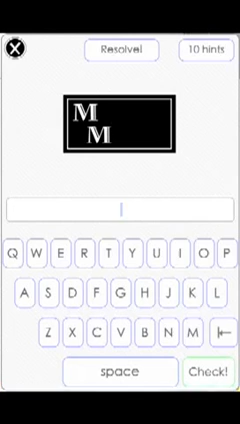 X
Resolve! 10 hints
M
M
Q W E R T Y U I O P
A S D F G H J K L
Z X C V B N M
space Check!